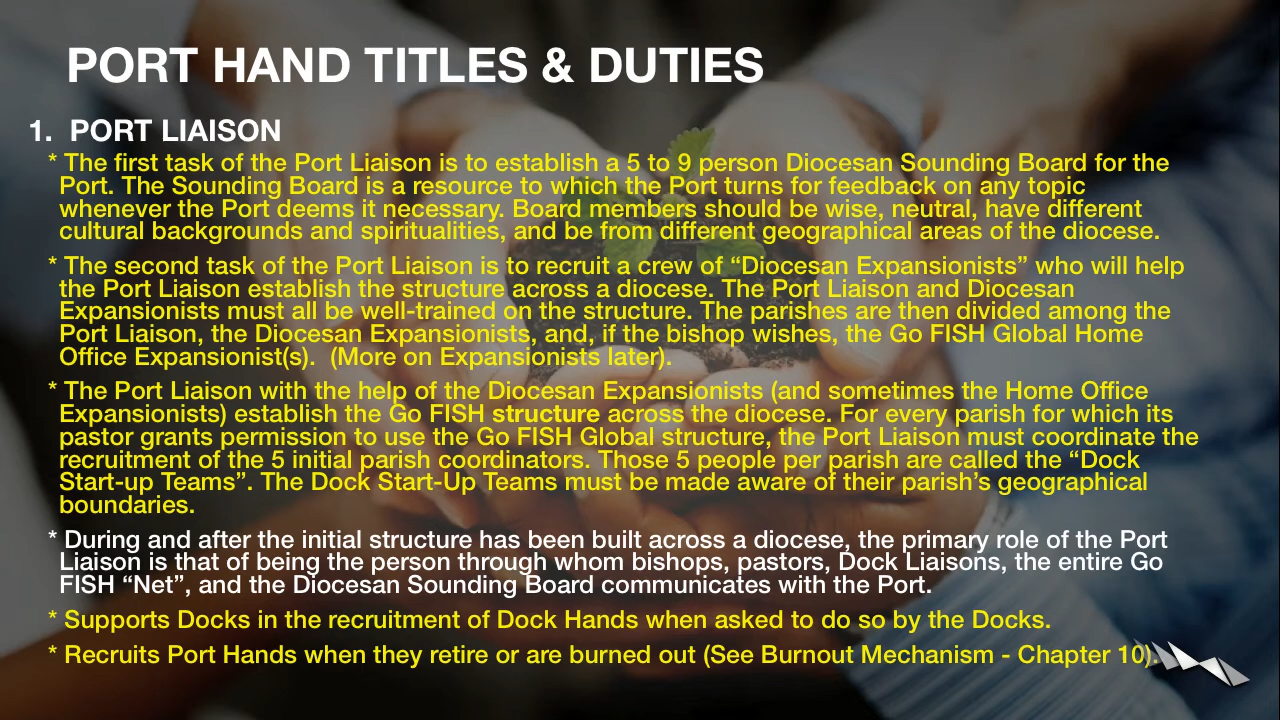 PORT HAND TITLES & DUTIES
1. PORT LIAISON
* The first task of the Port Liaison is to establish a 5 to 9 person Diocesan Sounding Board for the
Port. The Sounding Board is a resource to which the Port turns for feedback on any topic
whenever the Port deems it necessary. Board members should be wise, neutral, have different
cultural backgrounds and spiritualities, and be from different geographical areas of the diocese.
* The second task of the Port Liaison is to recruit a crew of “Diocesan Expansionists” who will help
the Port Liaison establish the structure across a diocese. The Port Liaison and Diocesan
Expansionists must all be well-trained on the structure. The parishes are then divided among the
Port Liaison, the Diocesan Expansionists, and, if the bishop wishes, the Go FISH Global Home
Office Expansionist(s).  (More on Expansionists later).
* The Port Liaison with the help of the Diocesan Expansionists (and sometimes the Home Office
Expansionists) establish the Go FISH structure across the diocese. For every parish for which its
pastor grants permission to use the Go FISH Global structure, the Port Liaison must coordinate the
recruitment of the 5 initial parish coordinators. Those 5 people per parish are called the “Dock
Start-up Teams”. The Dock Start-Up Teams must be made aware of their parish’s geographical
boundaries.
* During and after the initial structure has been built across a diocese, the primary role of the Port
Liaison is that of being the person through whom bishops, pastors, Dock Liaisons, the entire Go
FISH “Net”, and the Diocesan Sounding Board communicates with the Port.
* Supports Docks in the recruitment of Dock Hands when asked to do so by the Docks.
* Recruits Port Hands when they retire or are burned out (See Burnout Mechanism - Chapter 10).